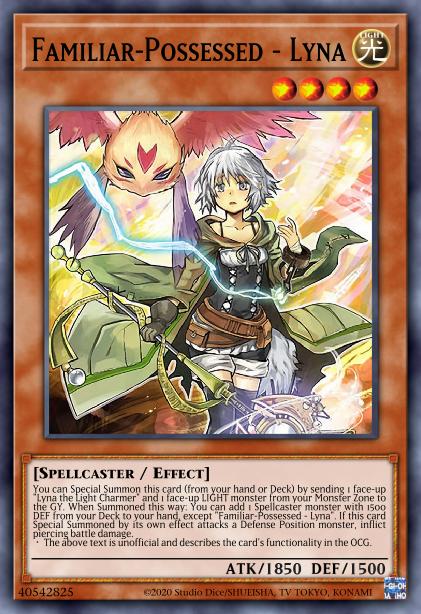 Familiar-Possessed - Lyna
LIGHT
光
[Spellcaster / Effect]
You can Special Summon this card (from your hand or Deck) by sending 1 face-up
"Lyna the Light Charmer" and 1 face-up LIGHT monster from your Monster Zone to
the GY. When Summoned this way: You can add 1 Spellcaster monster with 1500
DEF from your Deck to your hand, except "Familiar-Possessed - Lyna". If this card
Special Summoned by its own effect attacks a Defense Position monster, inflict
piercing battle damage.
· The above text is unofficial and describes the card's functionality in the OCG.
ATK/1850 DEF/1500
40542825
©2020 Studio Dice/SHUEISHA, TV TOKYO, KONAMI